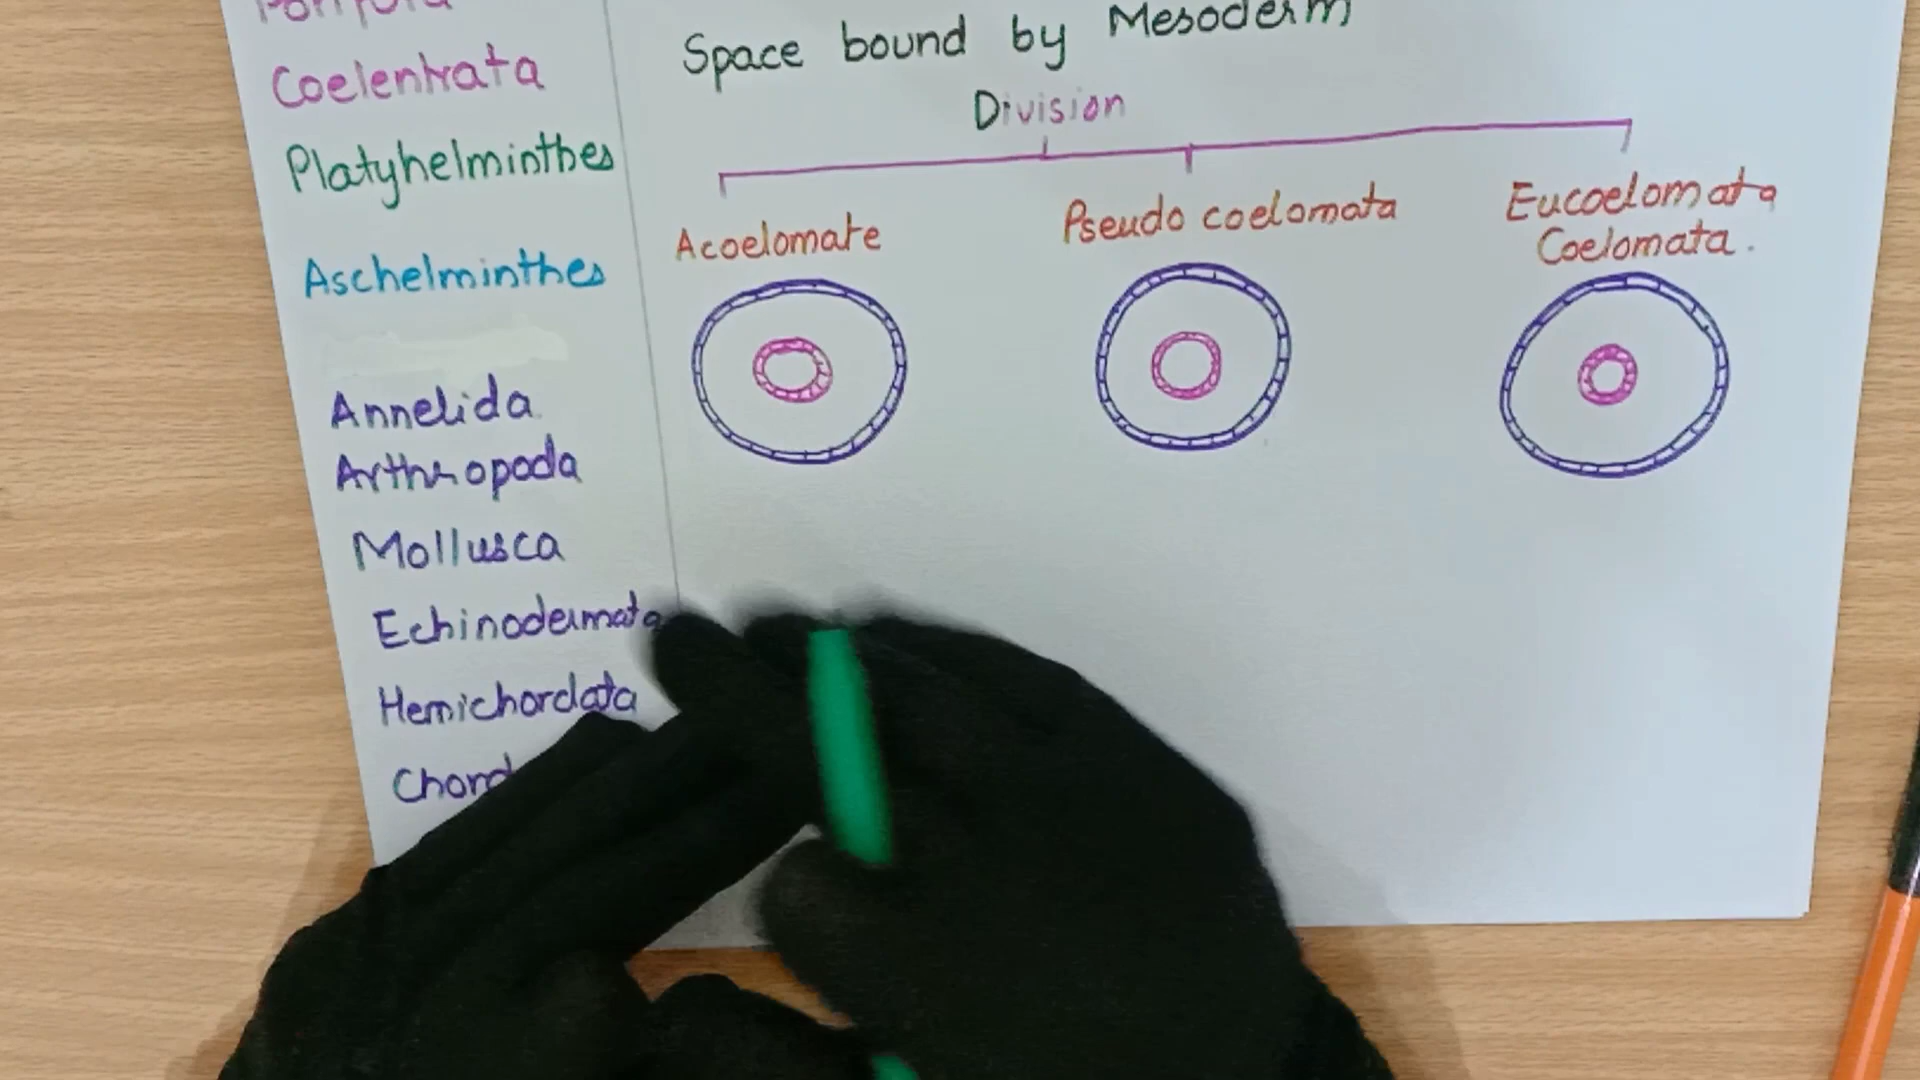 Coelentrata
Platyhelminthes
Aschelminthes
Annelida
Arthropoda
Mollusca
Echinodermata
Hemichordata
Space bound by Mesoderm
Division
Acoelomate
Pseudo coelomata
Eucoelomata
Coelomata.